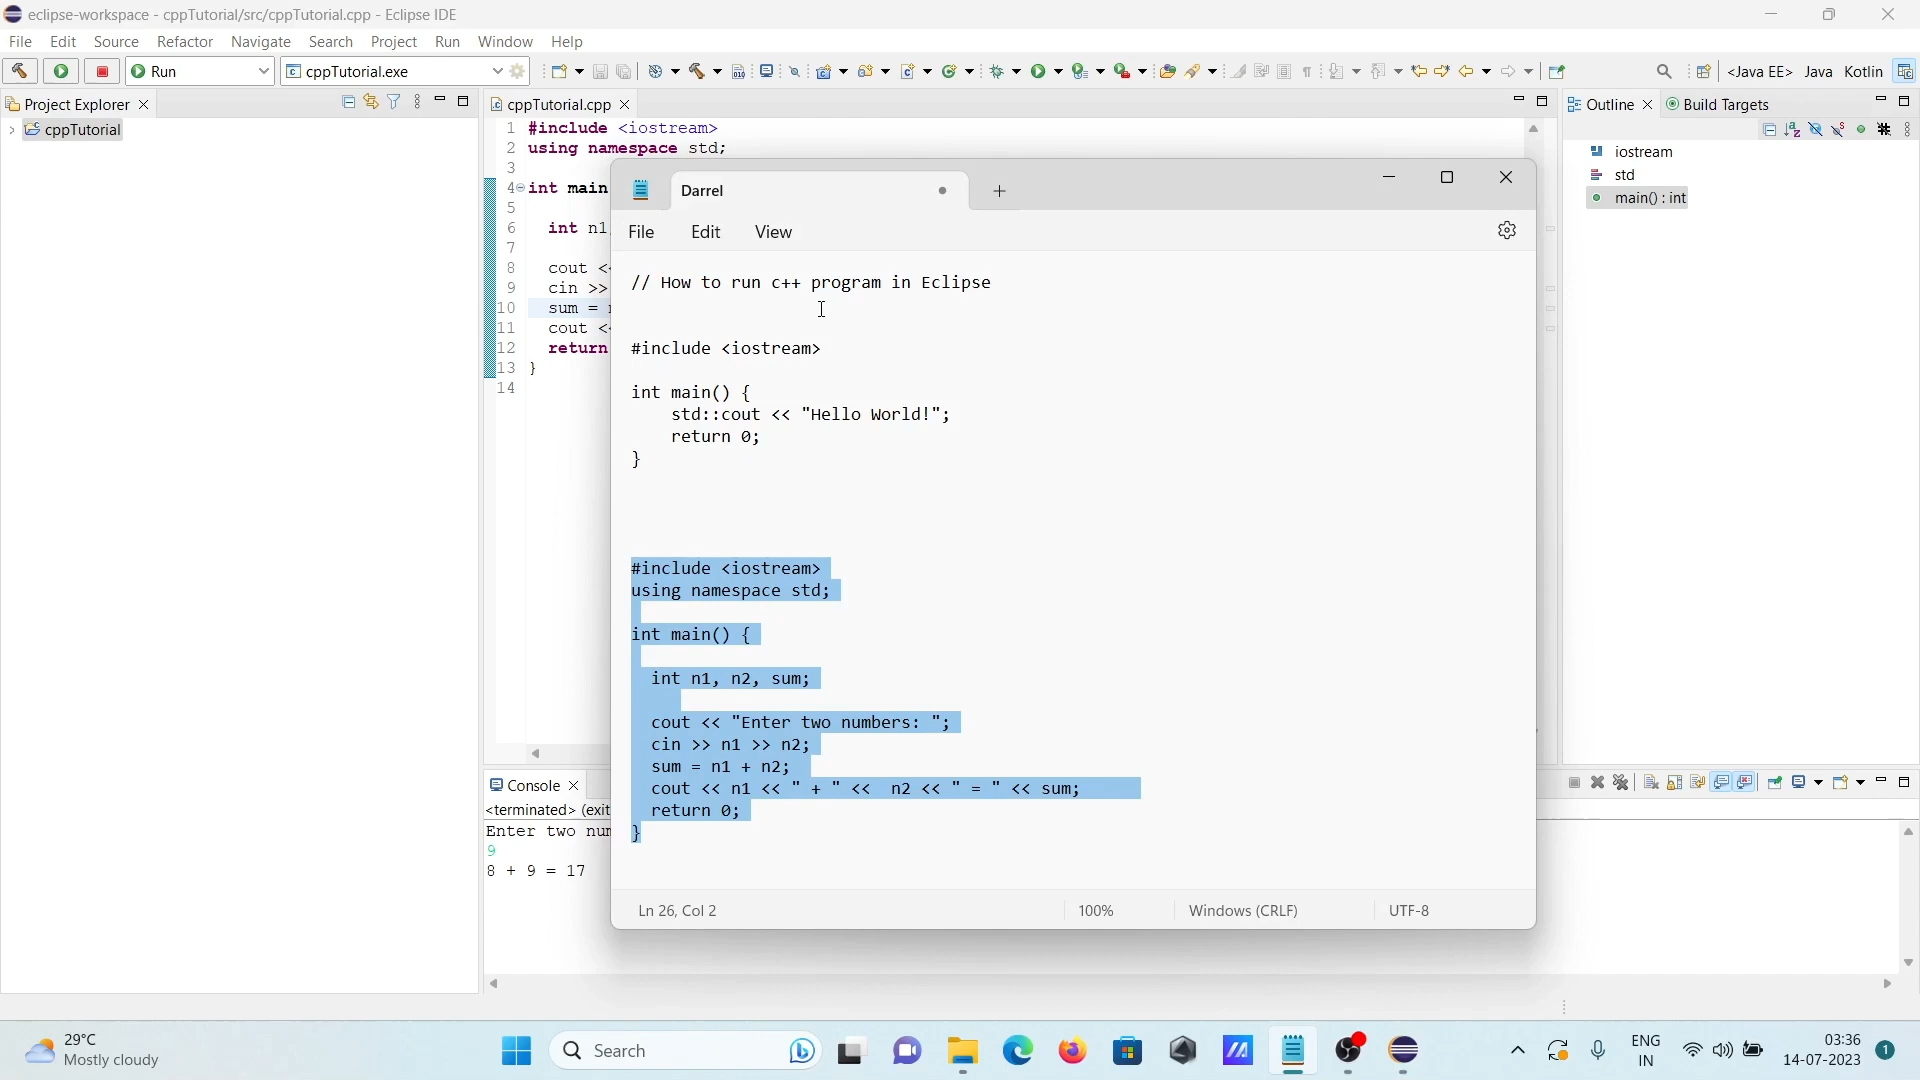 eclipse-workspace - cppTutorial/src/cppTutorial.cpp - Eclipse IDE
File Edit Source Refactor Navigate Search Project Run Window Help
Run
cppTutorial.exe
<Java EE> Java Kotlin
Project Explorer
cppTutorial
cppTutorial.cpp
1 #include <iostream>
2 using namespace std;
3
4 int main
5
6 int n1
7
8 cout <
9 cin >>
10 sum =
11 cout <
12 return
13 }
14
Outline Build Targets
iostream
std
main() : int
Darrel
File Edit View
// How to run c++ program in Eclipse
#include <iostream>
int main() {
std::cout << "Hello World!";
return 0;
}
#include <iostream>
using namespace std;
int main() {
int n1, n2, sum;
cout << "Enter two numbers: ";
cin >> n1 >> n2;
sum = n1 + n2;
cout << n1 << " + " <<  n2 << " = " << sum;
return 0;
}
Ln 26, Col 2 100% Windows (CRLF) UTF-8
Console
<terminated> (exit
Enter two num
9
8 + 9 = 17
29°C
Mostly cloudy
Search
ENG
IN
03:36
14-07-2023
1